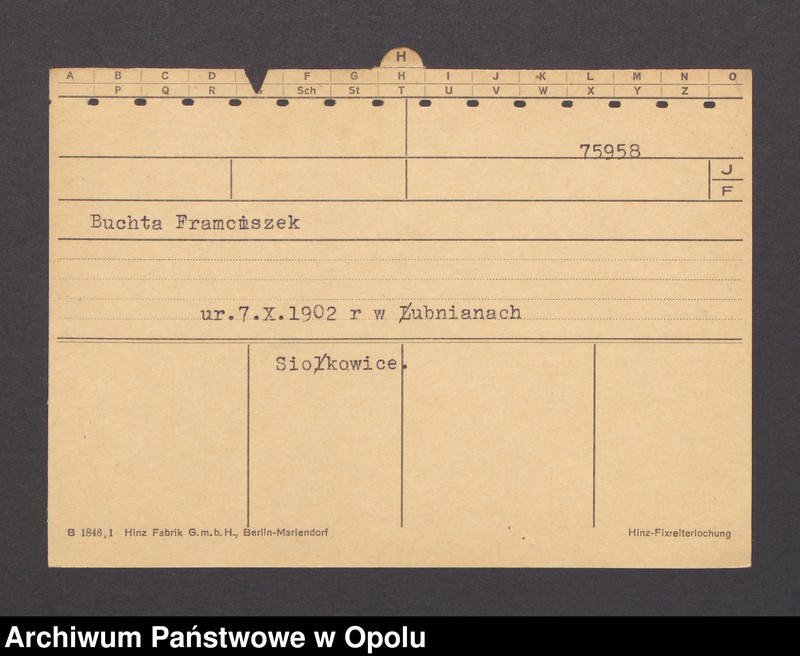 H
A B C D F G H I J K L M N O
P Q R Sch St T U V W X Y Z
75958
J
F
Buchta Framciszek
ur.7.X.1902 r w Łubnianach
Siołkowice.
B 1846,1 Hinz Fabrik G.m.b.H., Berlin-Mariendorf Hinz-Fixreiterlochung
Archiwum Państwowe w Opolu